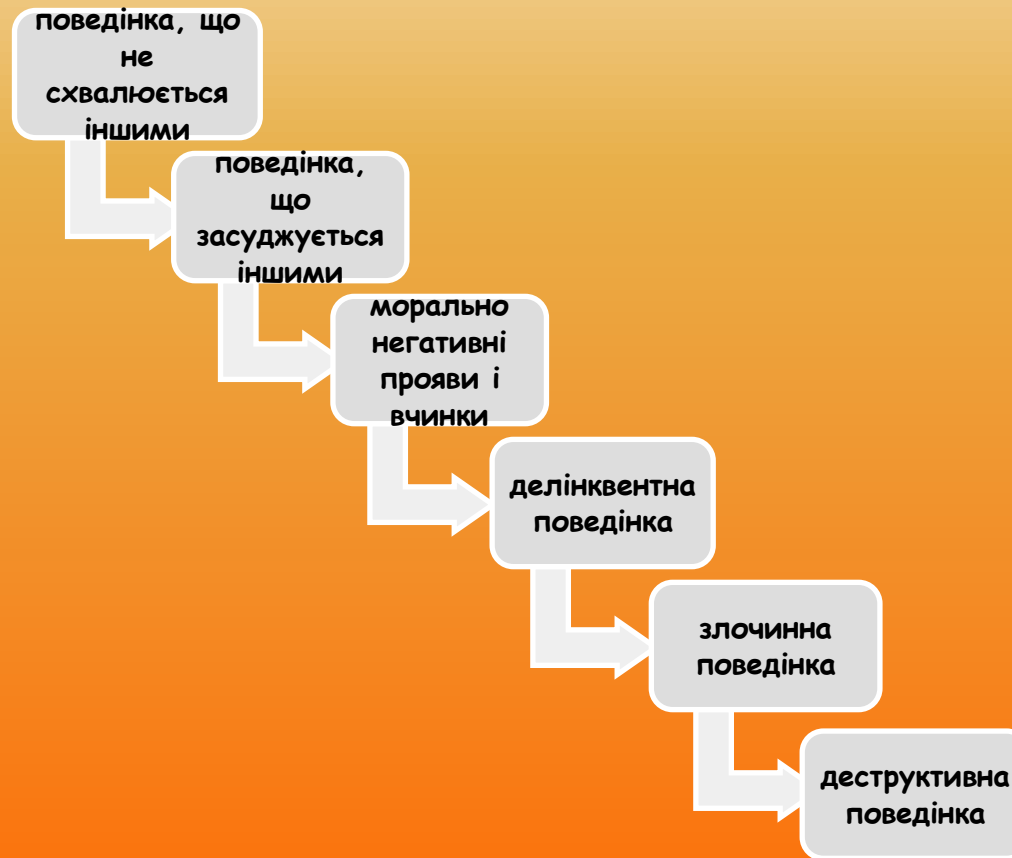 поведінка, що
не
схвалюється
іншими
поведінка,
що
засуджується
іншими
морально
негативні
прояви і
вчинки
делінквентна
поведінка
злочинна
поведінка
деструктивна
поведінка